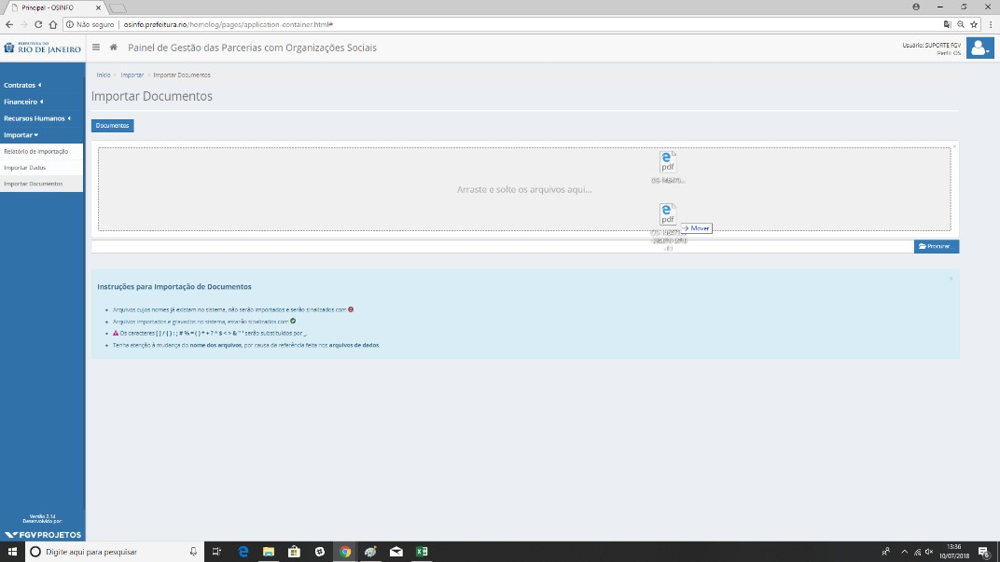 Principal - OSINFO
Não seguro
osinfo.prefeitura.rio/homolog/pages/application-container.html#
PREFEITURA DO
RIO DE JANEIRO
Painel de Gestão das Parcerias com Organizações Sociais
Usuário: SUPORTE FGV
Perfil: OS
Contratos
Financeiro
Recursos Humanos
Importar
Relatório de Importação
Importar Dados
Importar Documentos
Início
Importar
Importar Documentos
Importar Documentos
Documentos
pdf
Arraste e solte os arquivos aqui...
pdf
Mover
Procurar...
Instruções para Importação de Documentos
Arquivos cujos nomes já existam no sistema, não serão importados e serão sinalizados com
Arquivos importados e gravados no sistema, estarão sinalizados com
Os caracteres [ ] / { } : ; # % = ( ) * + ? ^ $ < > & " ' serão substituídos por _.
Tenha atenção à mudança do nome dos arquivos, por causa da referência feita nos arquivos de dados.
Versão 2.14
Desenvolvido por:
FGV PROJETOS
Digite aqui para pesquisar
13:36
10/07/2018